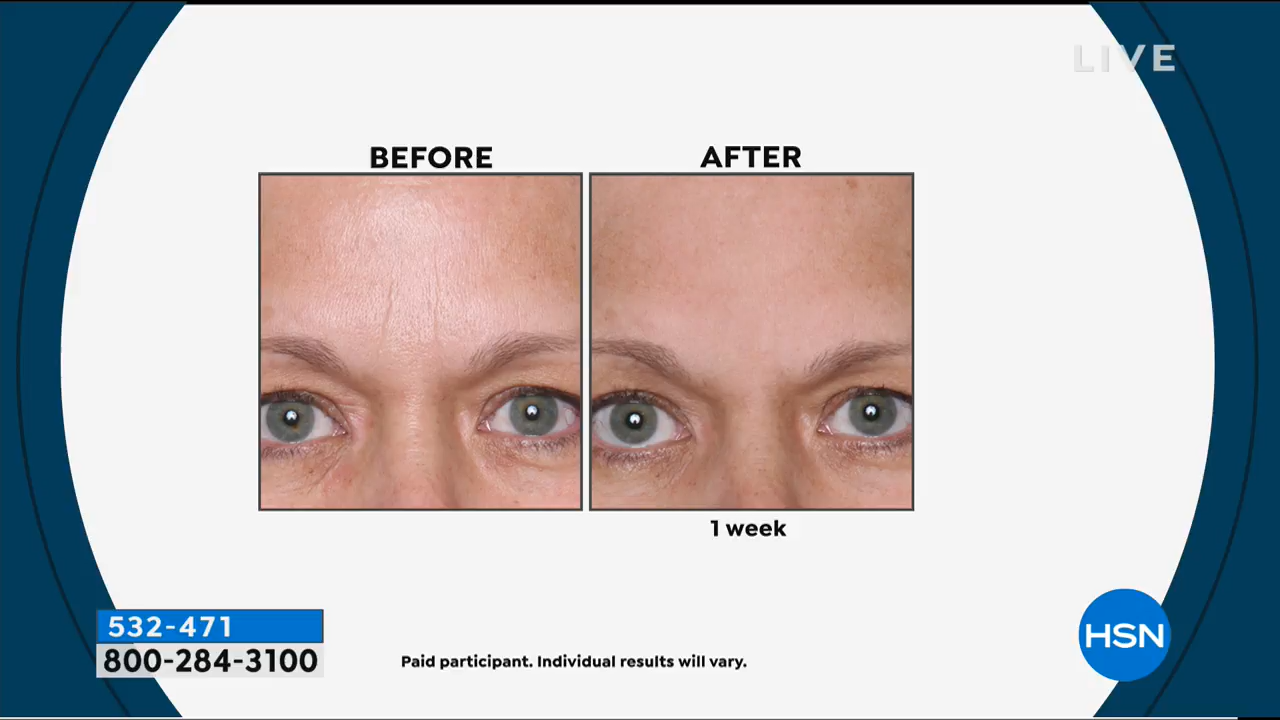 LIVE
BEFORE
AFTER
1 week
532-471
800-284-3100
Paid participant. Individual results will vary.
HSN